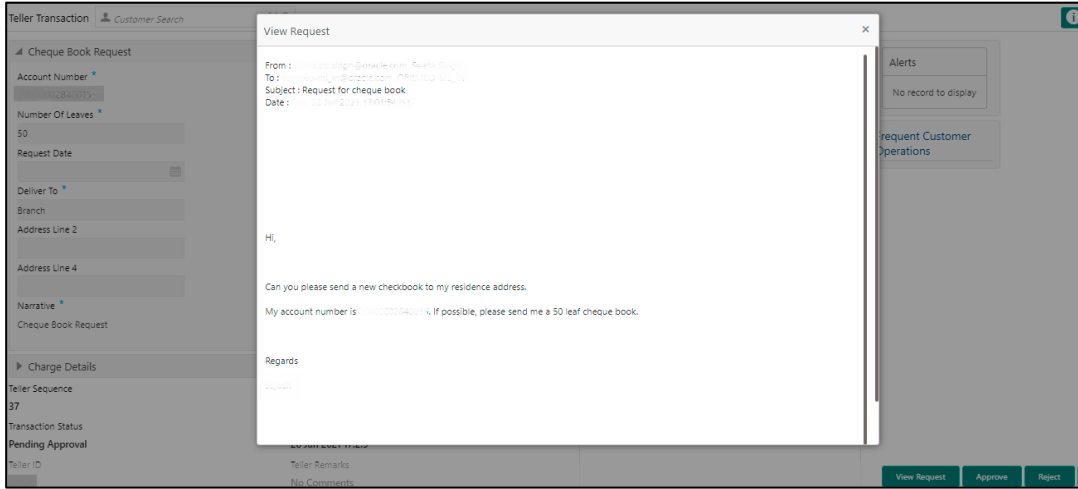 Teller Transaction
Customer Search
Cheque Book Request
Account Number *
Number Of Leaves *
50
Request Date
Deliver To *
Branch
Address Line 2
Address Line 4
Narrative *
Cheque Book Request
Charge Details
Teller Sequence
37
Transaction Status
Pending Approval
Teller ID
View Request
×
From :
To :
Subject : Request for cheque book
Date :
Hi,
Can you please send a new checkbook to my residence address.
My account number is . If possible, please send me a 50 leaf cheque book.
Regards
Teller Remarks
No Comments
Alerts
No record to display
Frequent Customer
Operations
View Request
Approve
Reject